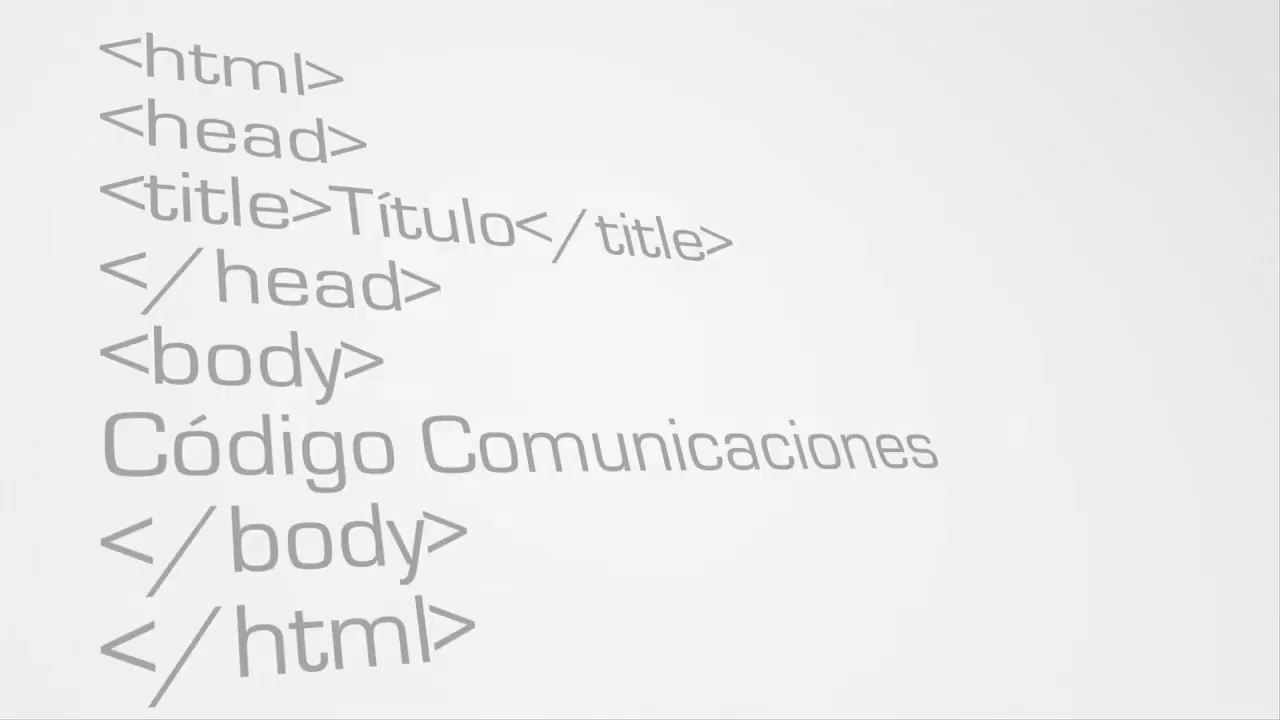 <html>
<head>
<title>Título</title>
</head>
<body>
Código Comunicaciones
</body>
</html>